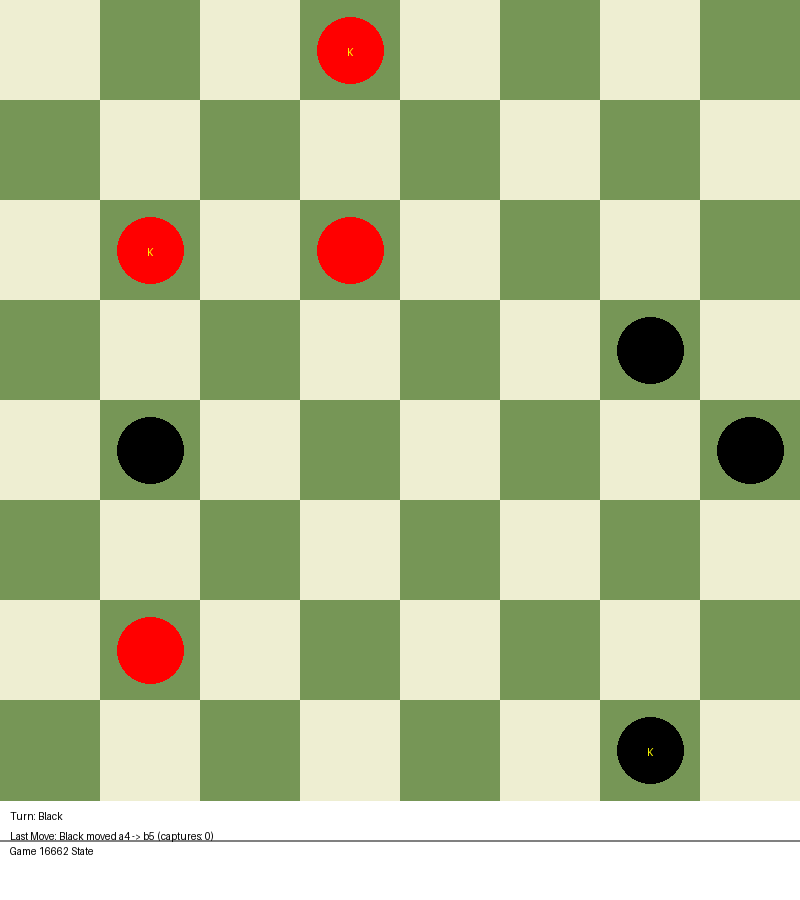 K
K
K
Turn: Black
Last Move: Black moved a4 -> b5 (captures: 0)
Game 16662 State